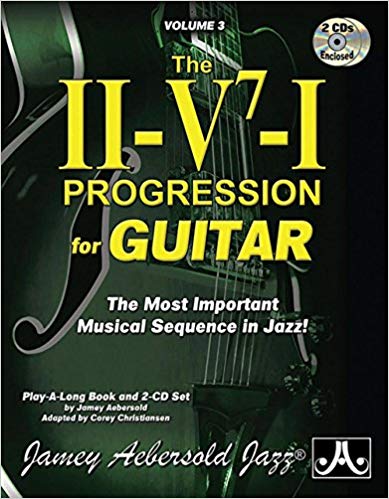 VOLUME 3
2 CDs
Enclosed
The
II-V7-I
PROGRESSION
for GUITAR
The Most Important
Musical Sequence in Jazz!
Play-A-Long Book and 2-CD Set
by Jamey Aebersold
Adapted by Corey Christiansen
Jamey Aebersold Jazz®
JA